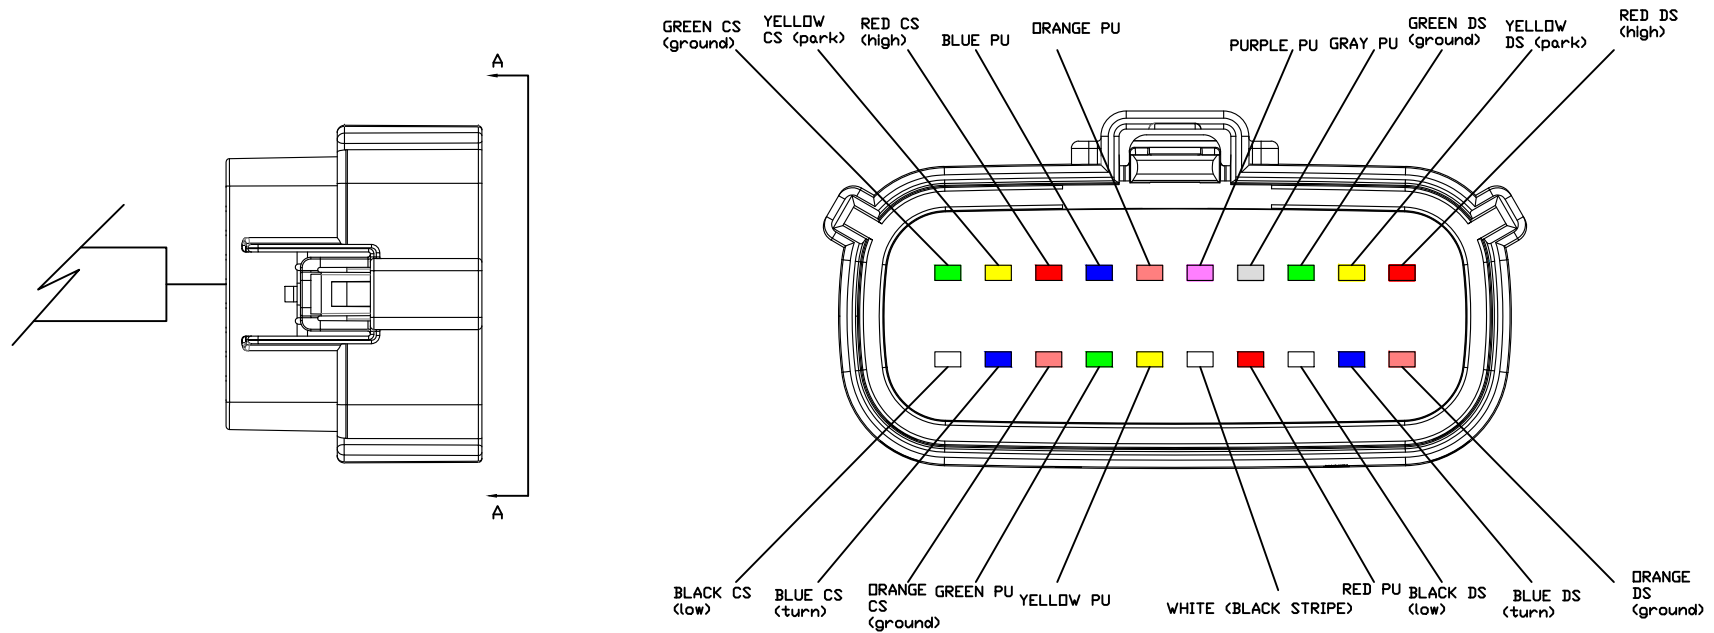 A
A
GREEN CS
(ground)
YELLOW
CS (park)
RED CS
(high)
BLUE PU
ORANGE PU
PURPLE PU
GRAY PU
GREEN DS
(ground)
YELLOW
DS (park)
RED DS
(high)
BLACK CS
(low)
BLUE CS
(turn)
ORANGE
CS
(ground)
GREEN PU
YELLOW PU
WHITE (BLACK STRIPE)
RED PU
BLACK DS
(low)
BLUE DS
(turn)
ORANGE
DS
(ground)